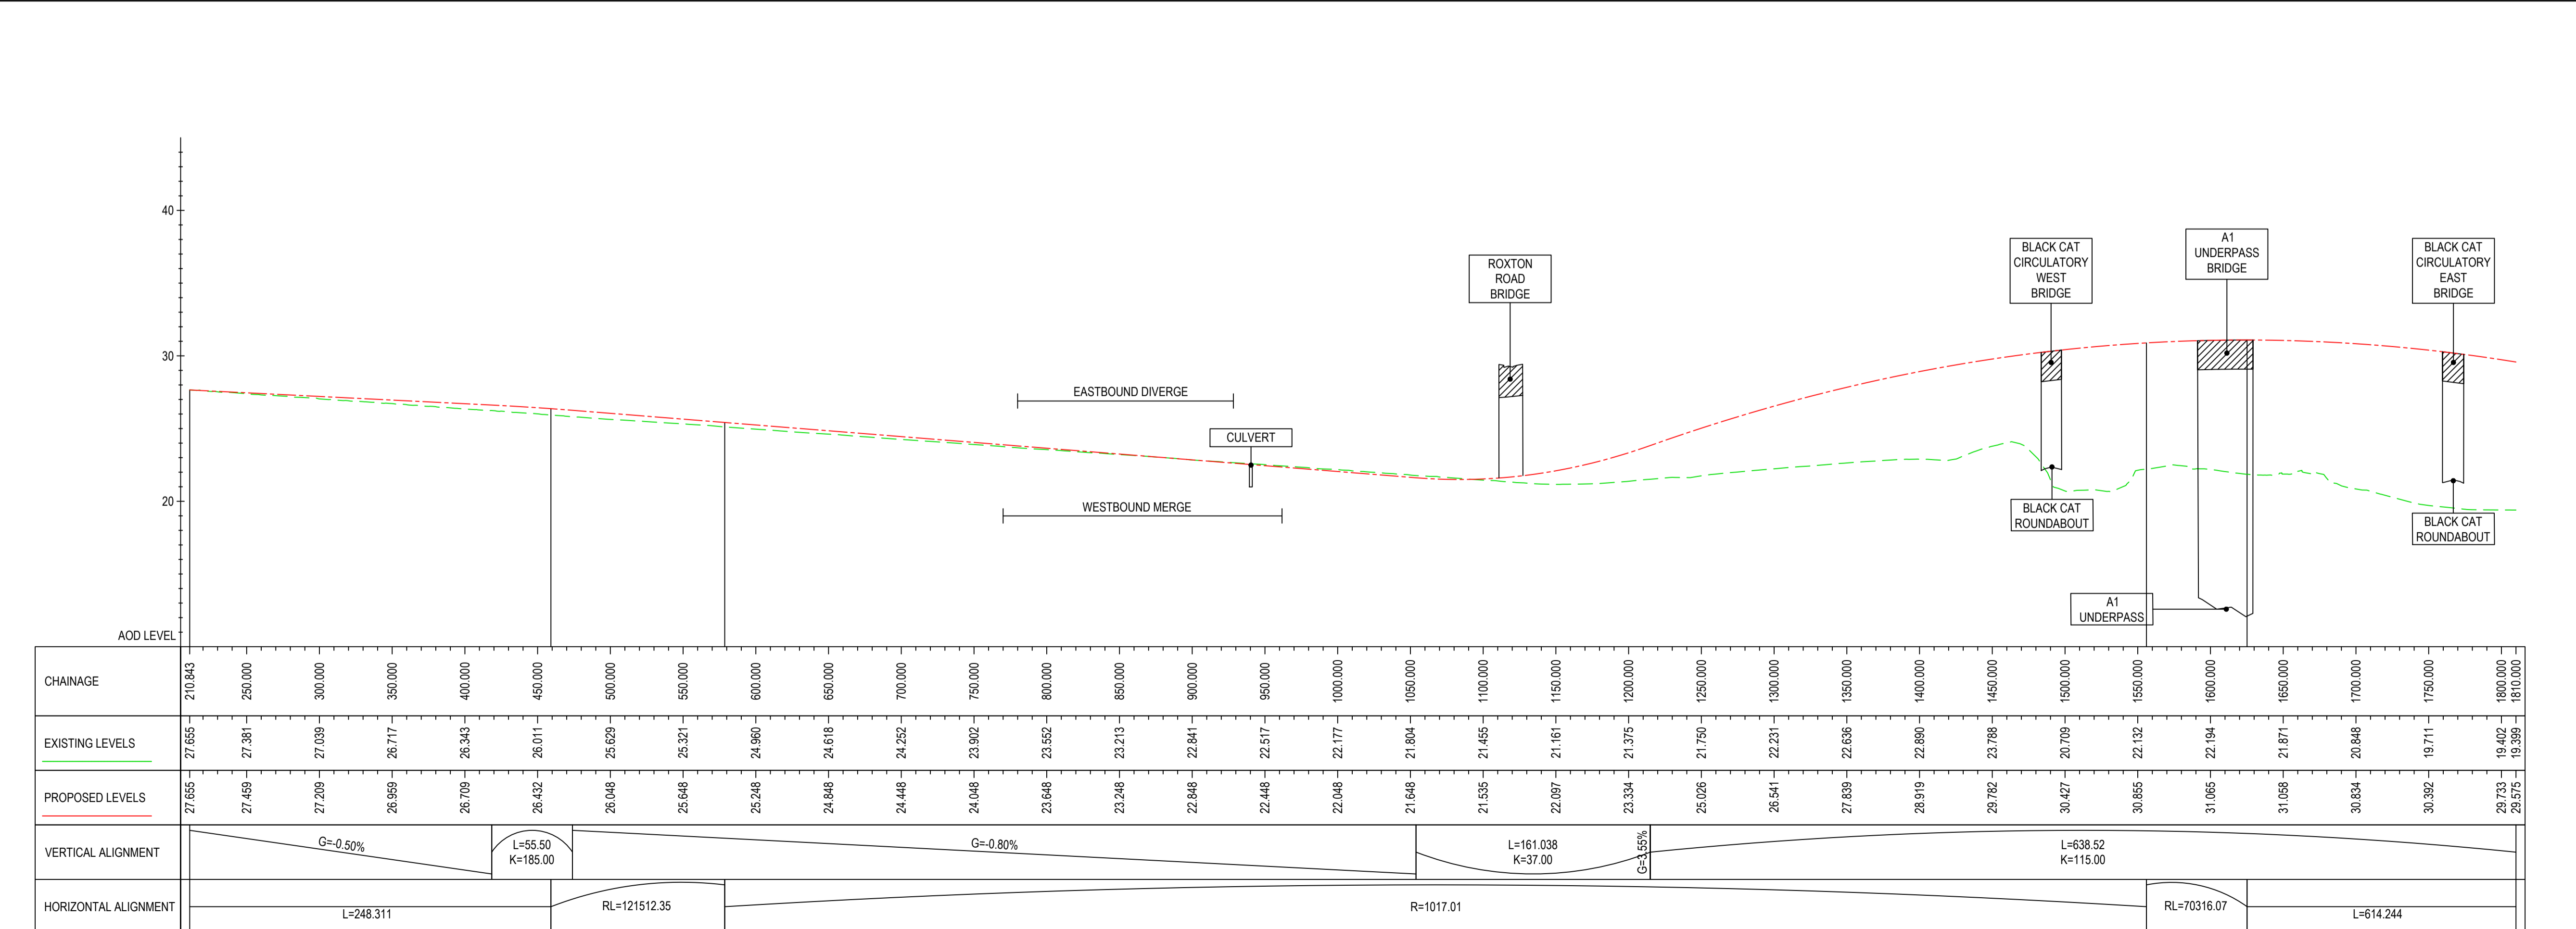 40
30
20
AOD LEVEL
EASTBOUND DIVERGE
WESTBOUND MERGE
CULVERT
ROXTON
ROAD
BRIDGE
BLACK CAT
CIRCULATORY
WEST
BRIDGE
BLACK CAT
ROUNDABOUT
A1
UNDERPASS
BRIDGE
A1
UNDERPASS
BLACK CAT
CIRCULATORY
EAST
BRIDGE
BLACK CAT
ROUNDABOUT
CHAINAGE 210.843 250.000 300.000 350.000 400.000 450.000 500.000 550.000 600.000 650.000 700.000 750.000 800.000 850.000 900.000 950.000 1000.000 1050.000 1100.000 1150.000 1200.000 1250.000 1300.000 1350.000 1400.000 1450.000 1500.000 1550.000 1600.000 1650.000 1700.000 1750.000 1800.000 1810.000
EXISTING LEVELS 27.655 27.381 27.039 26.717 26.343 26.011 25.629 25.321 24.960 24.618 24.252 23.902 23.552 23.213 22.841 22.517 22.177 21.804 21.455 21.161 21.375 21.750 22.231 22.636 22.890 23.788 20.709 22.132 22.194 21.871 20.848 19.711 19.402 19.399
PROPOSED LEVELS 27.655 27.459 27.209 26.959 26.709 26.432 26.048 25.648 25.248 24.848 24.448 24.048 23.648 23.248 22.848 22.448 22.048 21.648 21.535 22.097 23.334 25.026 26.541 27.839 28.919 29.782 30.427 30.855 31.065 31.058 30.834 30.392 29.733 29.575
VERTICAL ALIGNMENT
G=-0.50%
L=55.50
K=185.00
G=-0.80%
L=161.038
K=37.00
G=3.55%
L=638.52
K=115.00
HORIZONTAL ALIGNMENT
L=248.311
RL=121512.35
R=1017.01
RL=70316.07
L=614.244